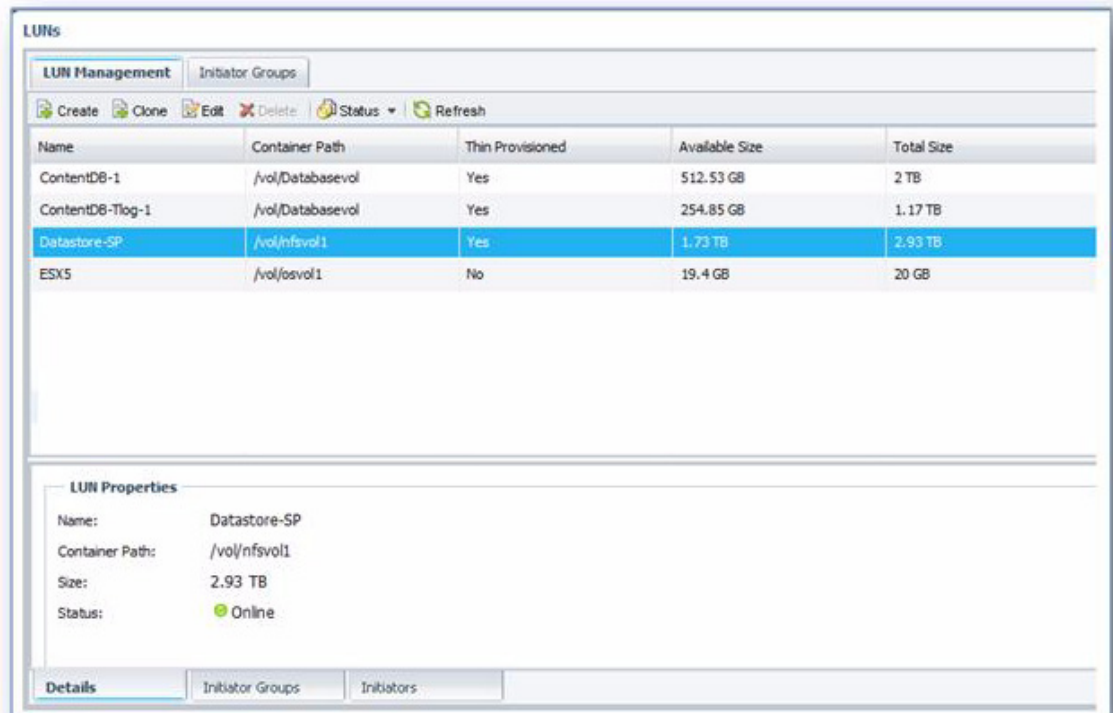 LUNs
LUN Management Initiator Groups
Create Clone Edit Delete Status Refresh
Name Container Path Thin Provisioned Available Size Total Size
ContentDB-1 /vol/Databasevol Yes 512.53 GB 2 TB
ContentDB-Tlog-1 /vol/Databasevol Yes 254.85 GB 1.17 TB
Datastore-SP /vol/nfsvol1 Yes 1.73 TB 2.93 TB
ESX5 /vol/osvol1 No 19.4 GB 20 GB
LUN Properties
Name: Datastore-SP
Container Path: /vol/nfsvol1
Size: 2.93 TB
Status: Online
Details Initiator Groups Initiators